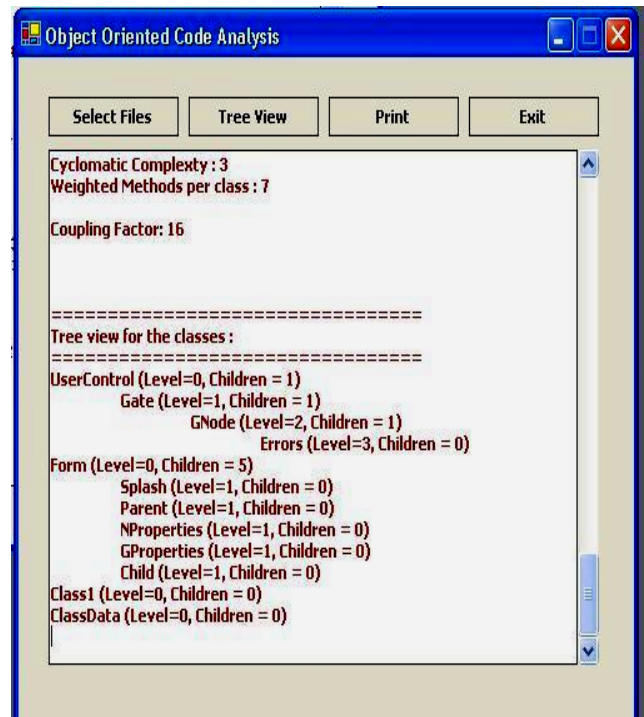 Object Oriented Code Analysis
Select Files Tree View Print Exit
Cyclomatic Complexty : 3
Weighted Methods per class : 7
Coupling Factor: 16
==================================
Tree view for the classes :
==================================
UserControl (Level=0, Children = 1)
Gate (Level=1, Children = 1)
GNode (Level=2, Children = 1)
Errors (Level=3, Children = 0)
Form (Level=0, Children = 5)
Splash (Level=1, Children = 0)
Parent (Level=1, Children = 0)
NProperties (Level=1, Children = 0)
GProperties (Level=1, Children = 0)
Child (Level=1, Children = 0)
Class1 (Level=0, Children = 0)
ClassData (Level=0, Children = 0)